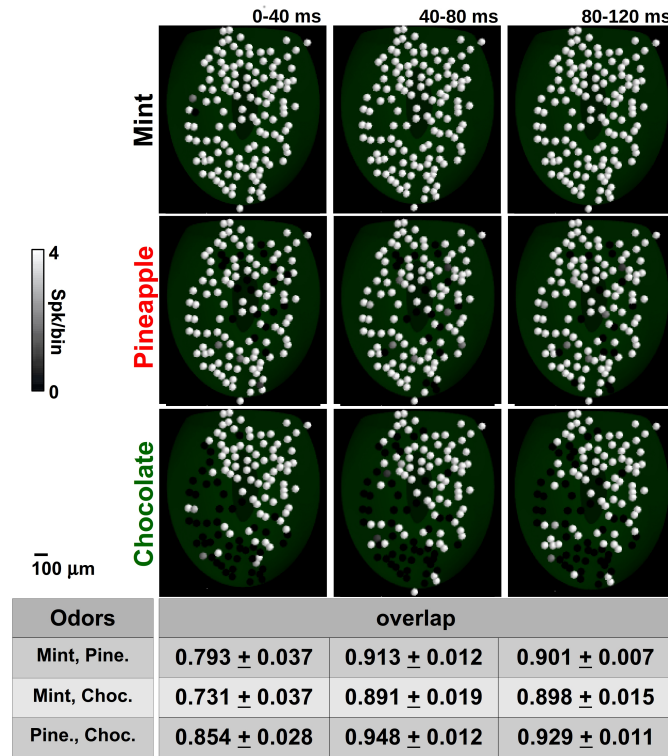 0-40 ms 40-80 ms 80-120 ms
Mint
Pineapple
Chocolate
4
Spk/bin
0
100 μm
Odors overlap
Mint, Pine. 0.793 ± 0.037 0.913 ± 0.012 0.901 ± 0.007
Mint, Choc. 0.731 ± 0.037 0.891 ± 0.019 0.898 ± 0.015
Pine., Choc. 0.854 ± 0.028 0.948 ± 0.012 0.929 ± 0.011